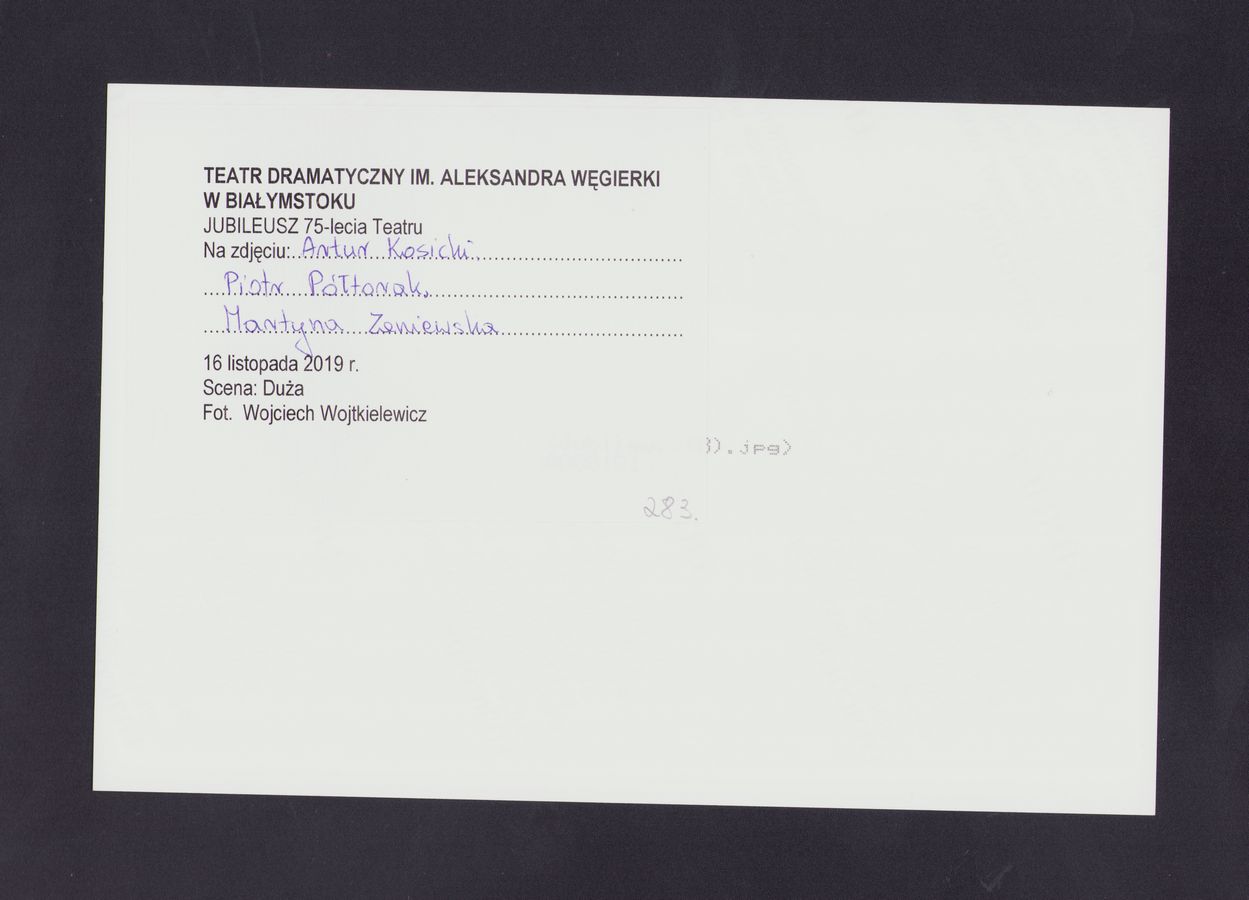 TEATR DRAMATYCZNY IM. ALEKSANDRA WĘGIERKI
W BIAŁYMSTOKU
JUBILEUSZ 75-lecia Teatru
Na zdjęciu: Artur Kosicki,
Piotr Półtorak,
Martyna Zaniewska
16 listopada 2019 r.
Scena: Duża
Fot. Wojciech Wojtkielewicz
3).jpg)
283.